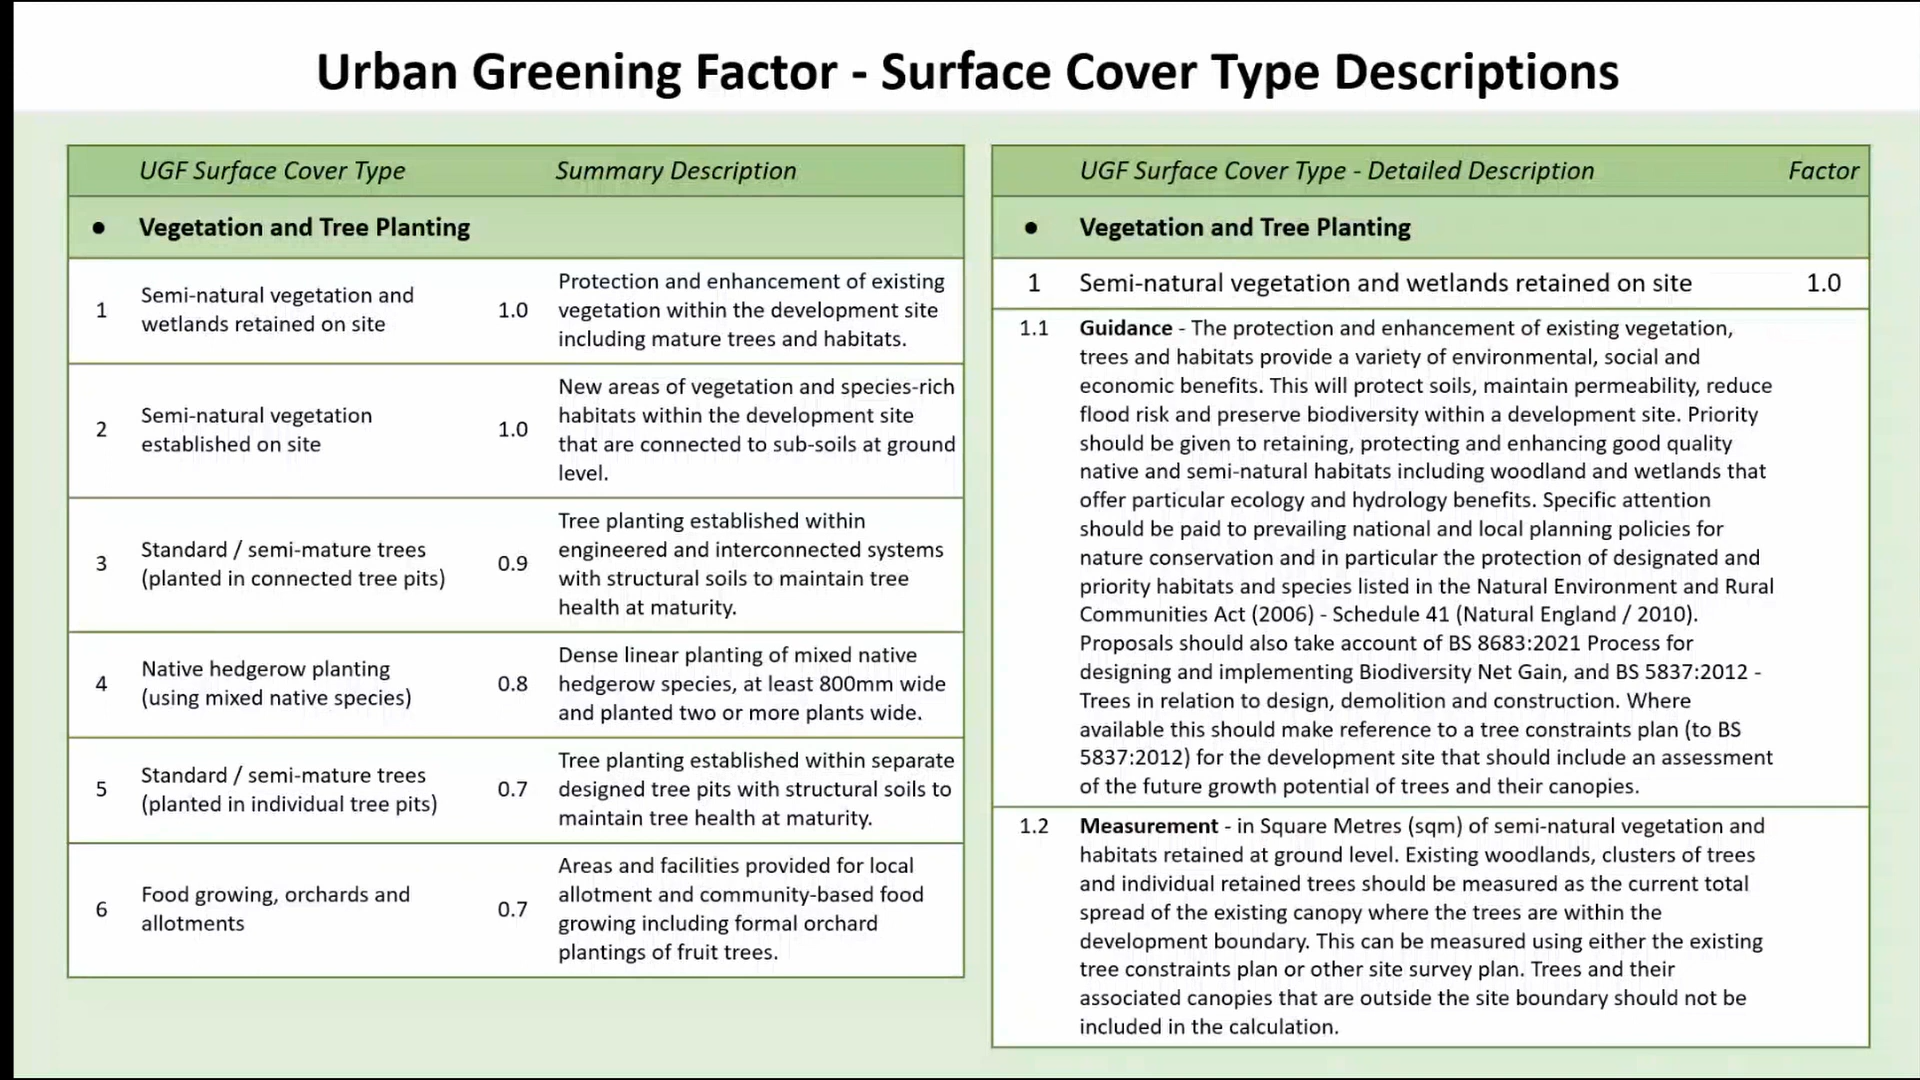 Urban Greening Factor - Surface Cover Type Descriptions
UGF Surface Cover Type Summary Description
● Vegetation and Tree Planting
1 Semi-natural vegetation and wetlands retained on site 1.0
Protection and enhancement of existing
vegetation within the development site
including mature trees and habitats.
2 Semi-natural vegetation established on site 1.0
New areas of vegetation and species-rich
habitats within the development site
that are connected to sub-soils at ground
level.
3 Standard / semi-mature trees (planted in connected tree pits) 0.9
Tree planting established within
engineered and interconnected systems
with structural soils to maintain tree
health at maturity.
4 Native hedgerow planting (using mixed native species) 0.8
Dense linear planting of mixed native
hedgerow species, at least 800mm wide
and planted two or more plants wide.
5 Standard / semi-mature trees (planted in individual tree pits) 0.7
Tree planting established within separate
designed tree pits with structural soils to
maintain tree health at maturity.
6 Food growing, orchards and allotments 0.7
Areas and facilities provided for local
allotment and community-based food
growing including formal orchard
plantings of fruit trees.
UGF Surface Cover Type - Detailed Description Factor
● Vegetation and Tree Planting
1 Semi-natural vegetation and wetlands retained on site 1.0
1.1 Guidance - The protection and enhancement of existing vegetation,
trees and habitats provide a variety of environmental, social and
economic benefits. This will protect soils, maintain permeability, reduce
flood risk and preserve biodiversity within a development site. Priority
should be given to retaining, protecting and enhancing good quality
native and semi-natural habitats including woodland and wetlands that
offer particular ecology and hydrology benefits. Specific attention
should be paid to prevailing national and local planning policies for
nature conservation and in particular the protection of designated and
priority habitats and species listed in the Natural Environment and Rural
Communities Act (2006) - Schedule 41 (Natural England / 2010).
Proposals should also take account of BS 8683:2021 Process for
designing and implementing Biodiversity Net Gain, and BS 5837:2012 -
Trees in relation to design, demolition and construction. Where
available this should make reference to a tree constraints plan (to BS
5837:2012) for the development site that should include an assessment
of the future growth potential of trees and their canopies.
1.2 Measurement - in Square Metres (sqm) of semi-natural vegetation and
habitats retained at ground level. Existing woodlands, clusters of trees
and individual retained trees should be measured as the current total
spread of the existing canopy where the trees are within the
development boundary. This can be measured using either the existing
tree constraints plan or other site survey plan. Trees and their
associated canopies that are outside the site boundary should not be
included in the calculation.